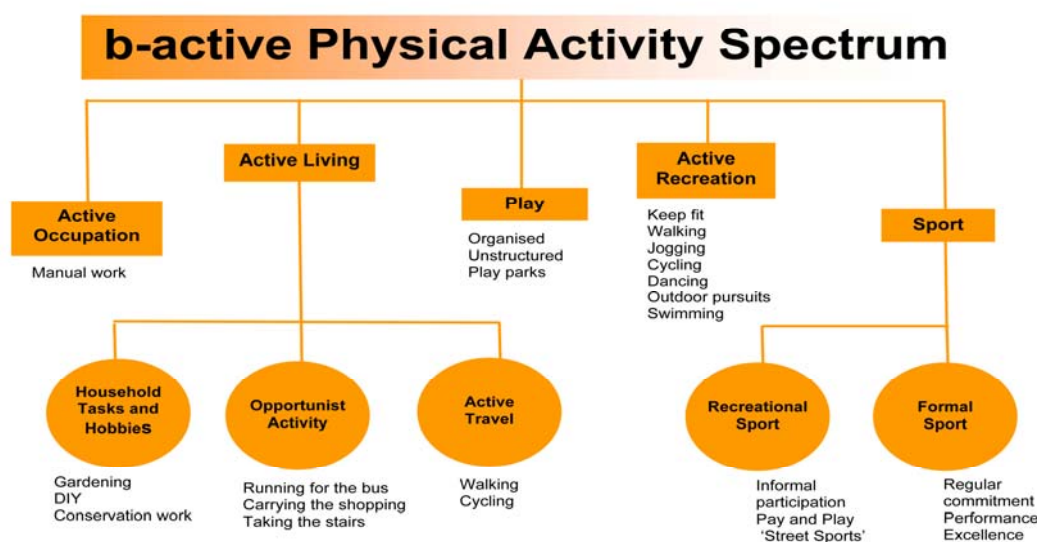 b-active Physical Activity Spectrum
Active
Occupation
Manual work
Active Living
Play
Organised
Unstructured
Play parks
Active
Recreation
Keep fit
Walking
Jogging
Cycling
Dancing
Outdoor pursuits
Swimming
Sport
Household
Tasks and
Hobbies
Gardening
DIY
Conservation work
Opportunist
Activity
Running for the bus
Carrying the shopping
Taking the stairs
Active
Travel
Walking
Cycling
Recreational
Sport
Informal
participation
Pay and Play
‘Street Sports’
Formal
Sport
Regular
commitment
Performance
Excellence